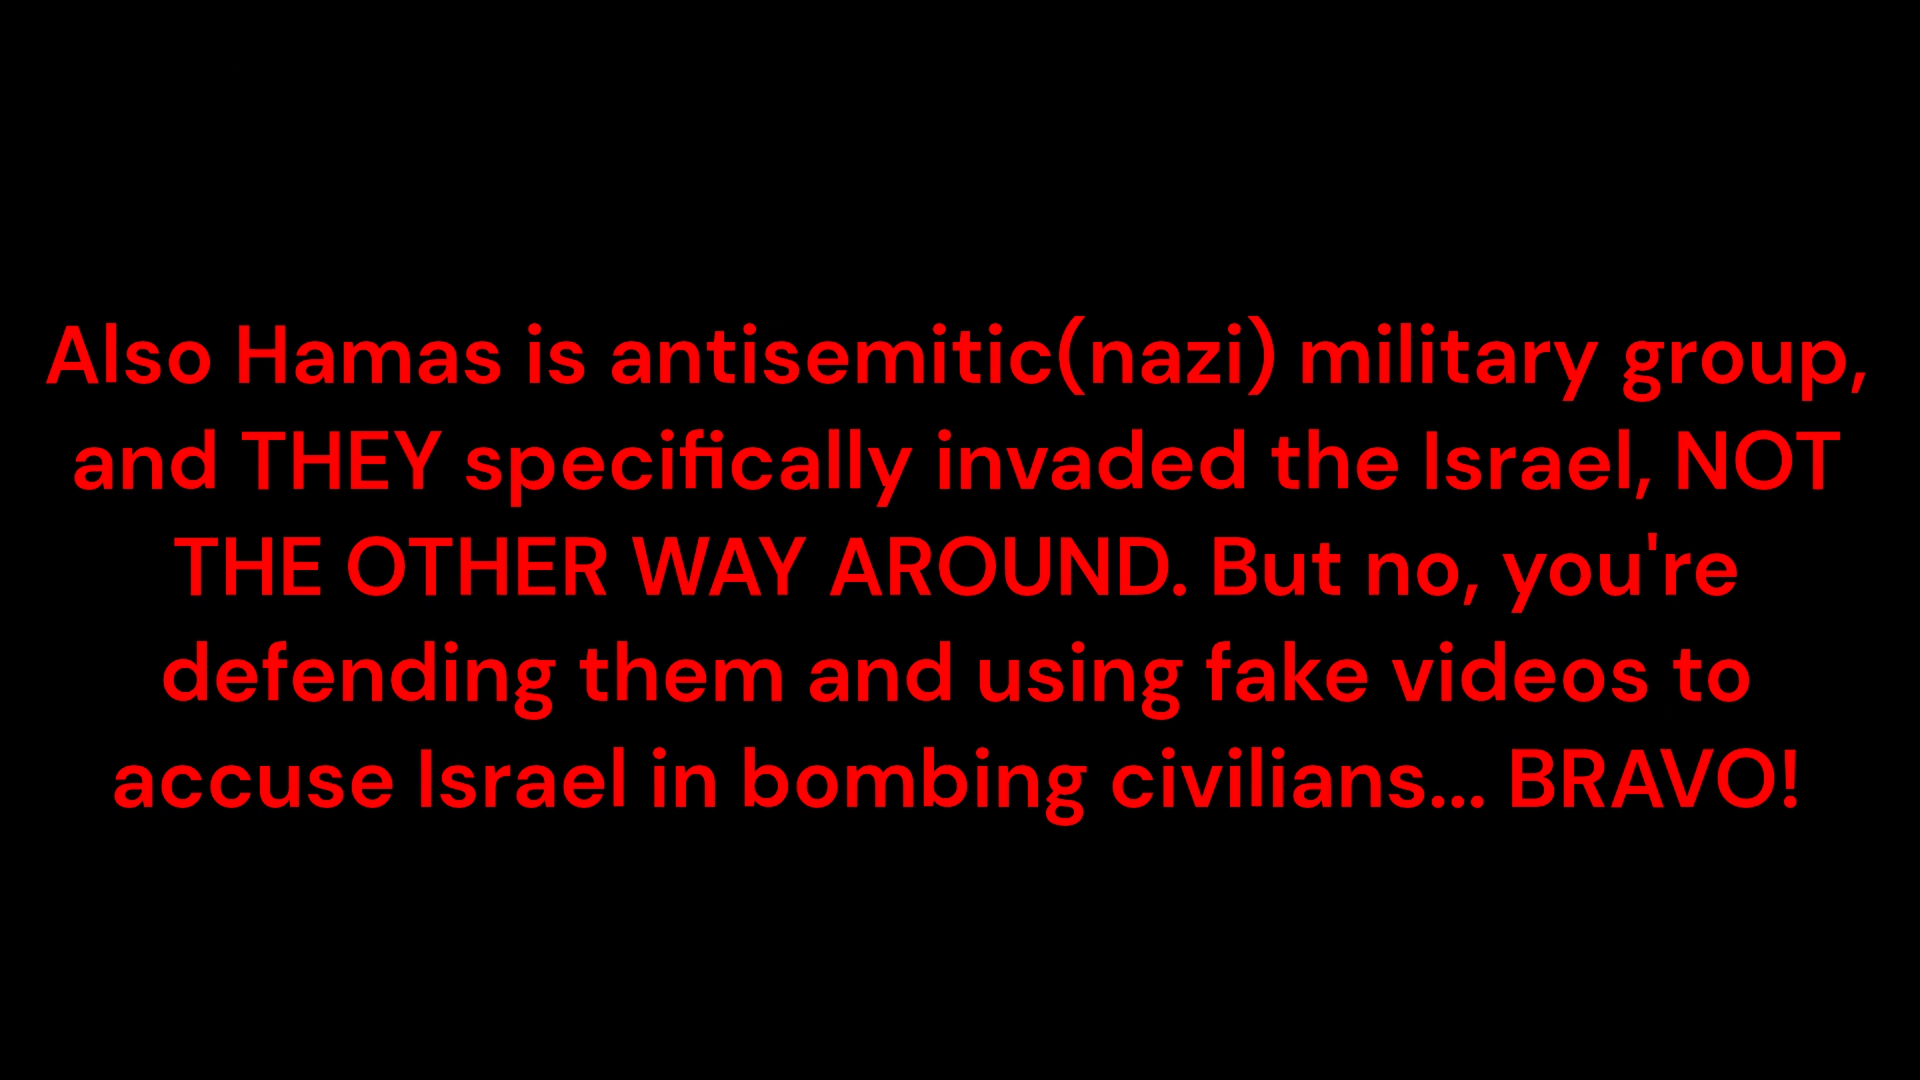 Also Hamas is antisemitic(nazi) military group,
and THEY specifically invaded the Israel, NOT
THE OTHER WAY AROUND. But no, you're
defending them and using fake videos to
accuse Israel in bombing civilians... BRAVO!